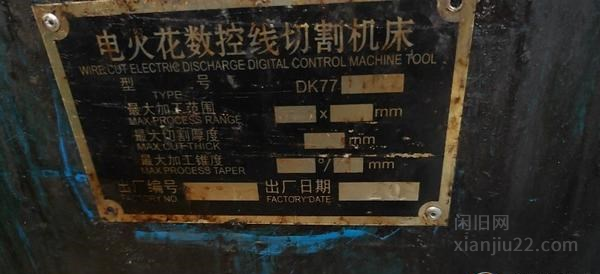 电火花数控线切割机床
WIRE CUT ELECTRIC DISCHARGE DIGITAL CONTROL MACHINE TOOL
型 号 DK77
TYPE
最大加工范围 x mm
MAX PROCESS RANGE
最大切割厚度 mm
MAX CUT THICK
最大加工锥度 °/ mm
MAX PROCESS TAPER
出厂编号 出厂日期
FACTORY NO FACTORY DATE
闲旧网
xianjiu22.com